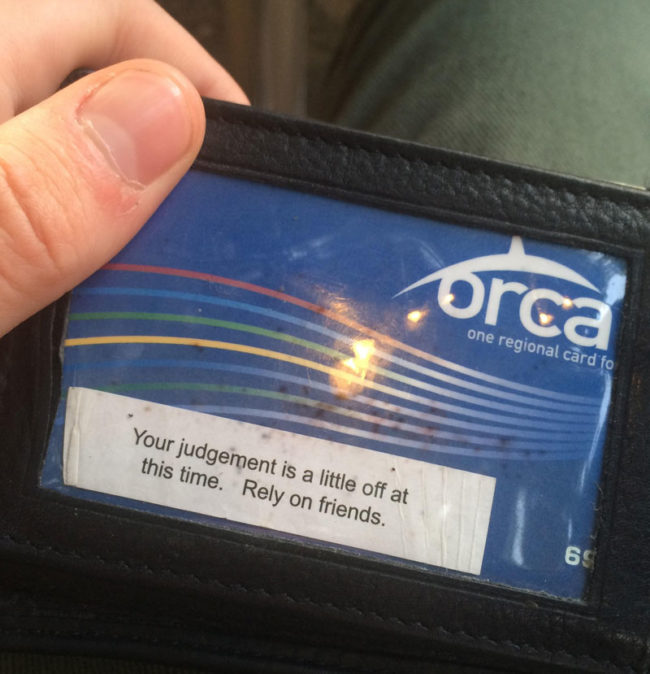 orca
one regional card fo
Your judgement is a little off at
this time. Rely on friends.
69